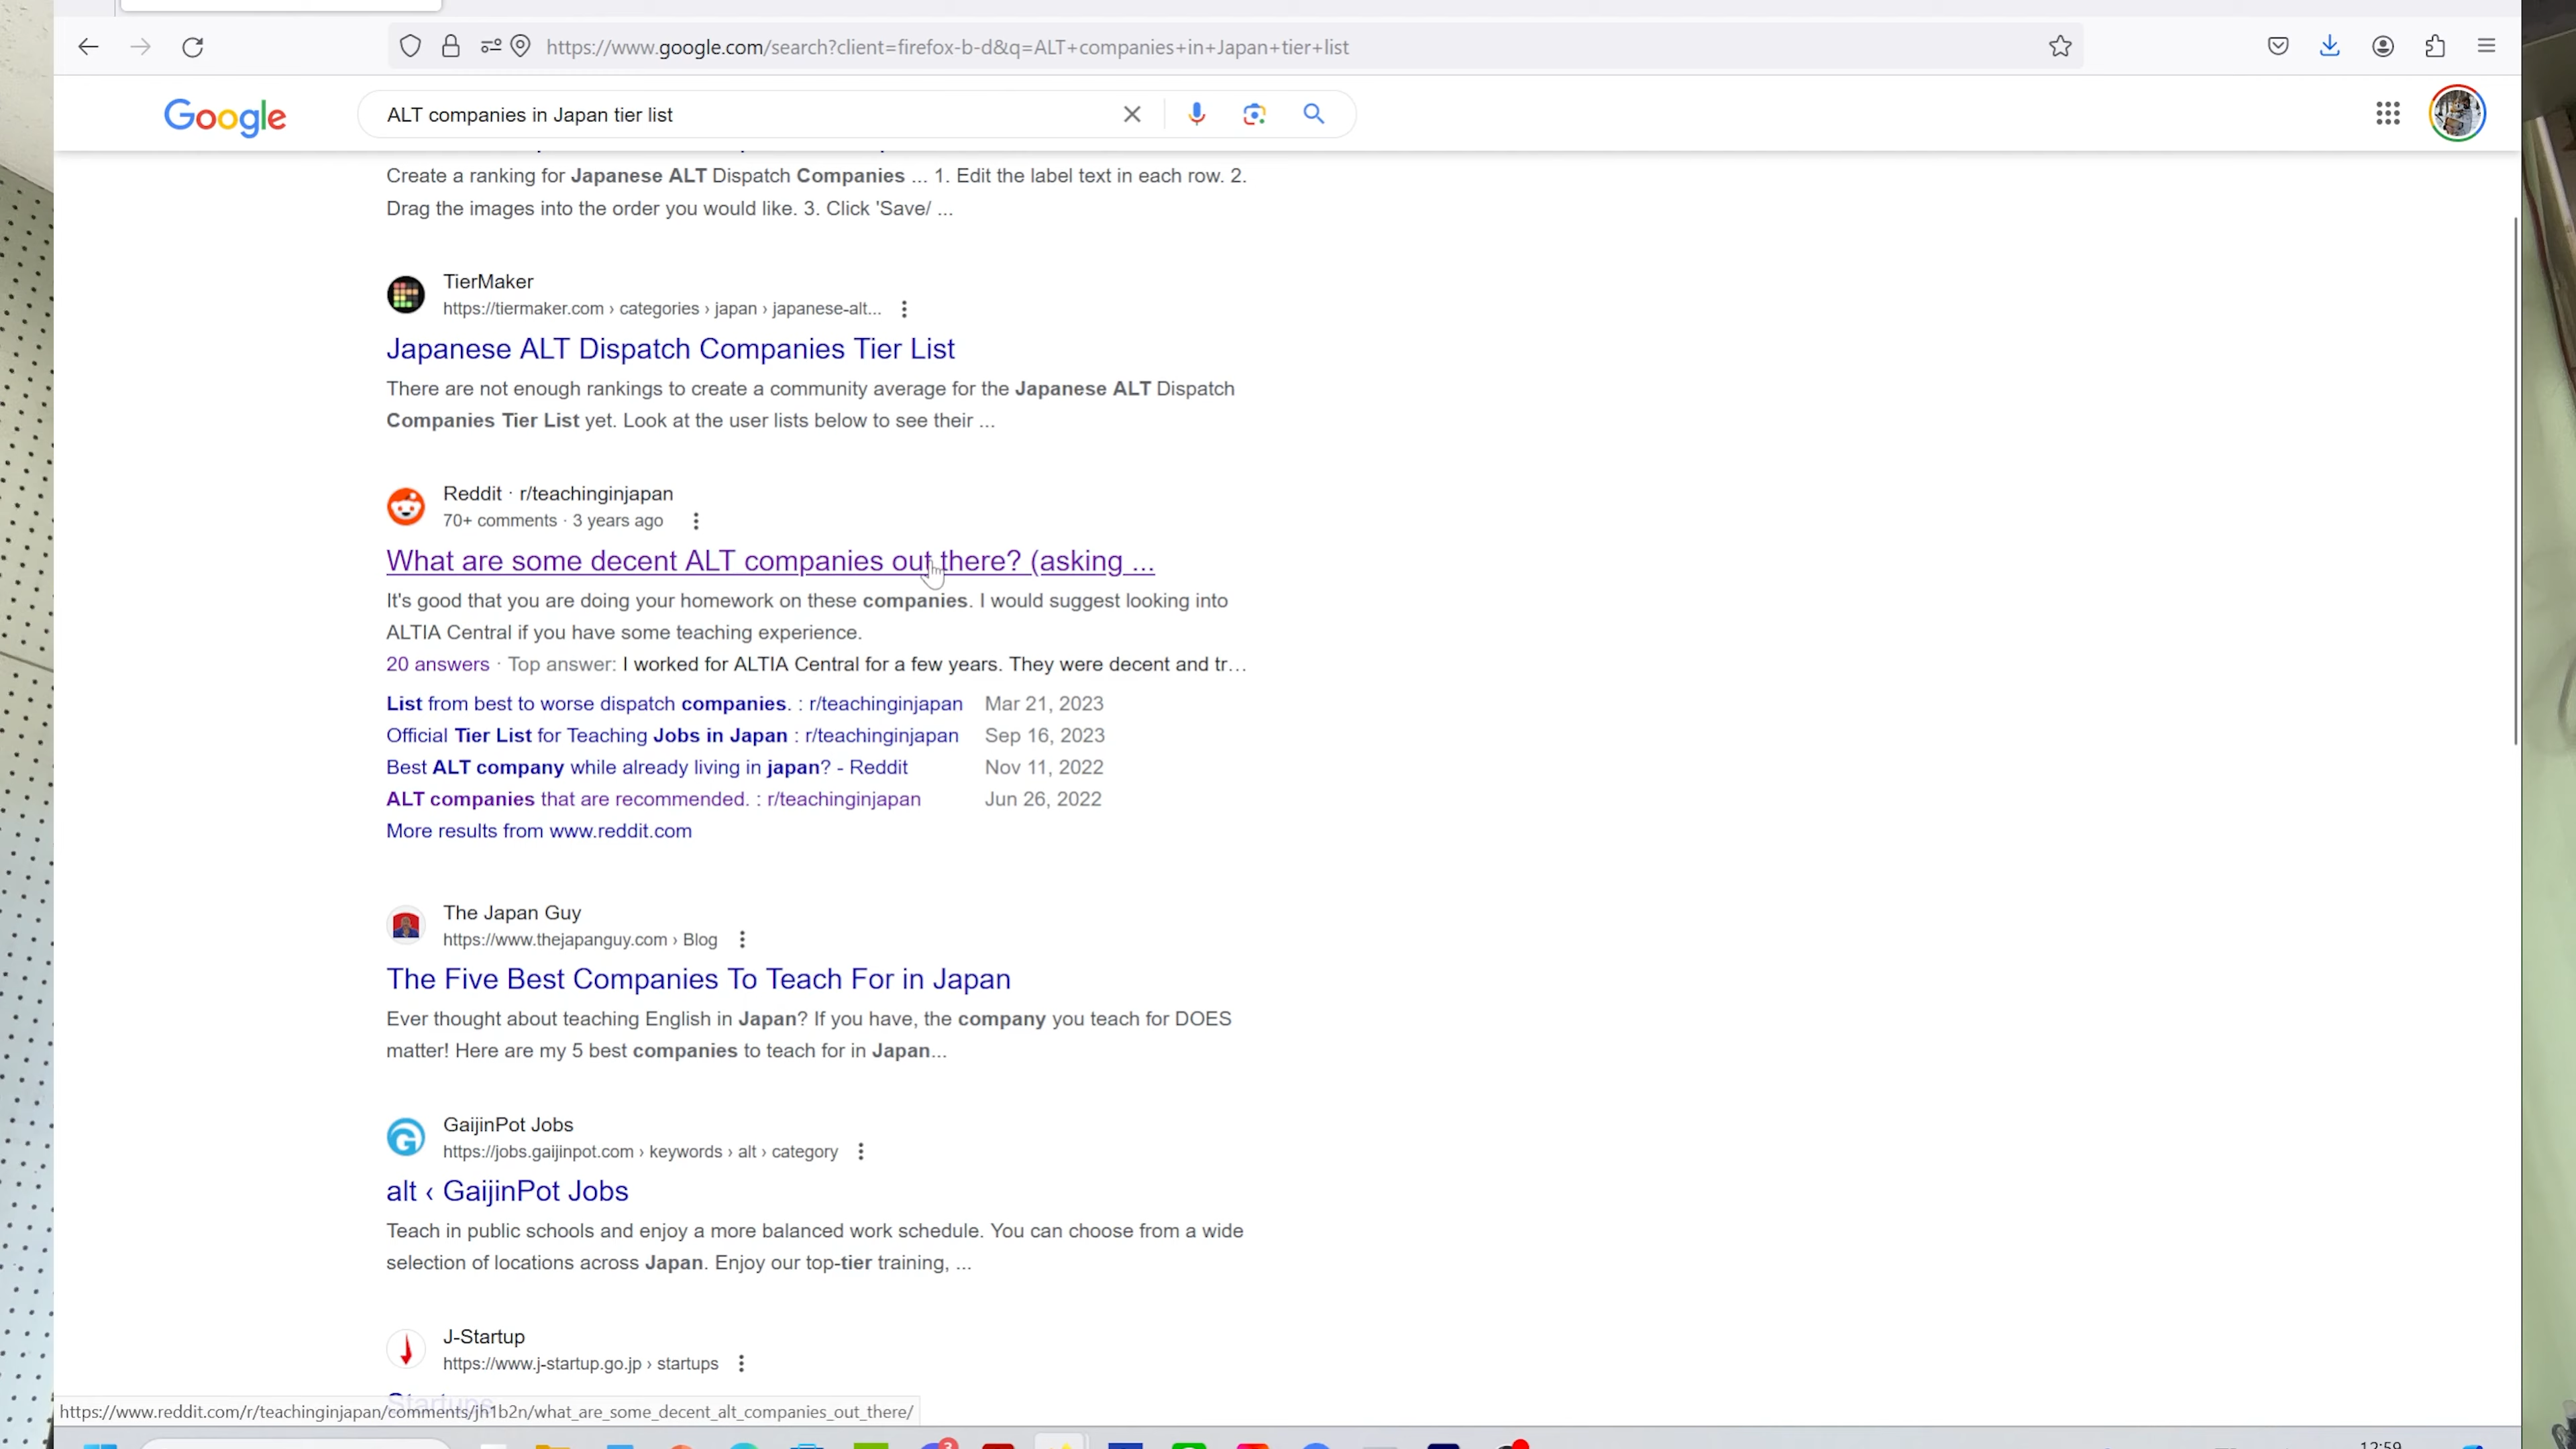 https://www.google.com/search?client=firefox-b-d&q=ALT+companies+in+Japan+tier+list
Google
ALT companies in Japan tier list
Create a ranking for Japanese ALT Dispatch Companies ... 1. Edit the label text in each row. 2.
Drag the images into the order you would like. 3. Click 'Save/ ...
TierMaker
https://tiermaker.com › categories › japan › japanese-alt...
Japanese ALT Dispatch Companies Tier List
There are not enough rankings to create a community average for the Japanese ALT Dispatch
Companies Tier List yet. Look at the user lists below to see their ...
Reddit · r/teachinginjapan
70+ comments · 3 years ago
What are some decent ALT companies out there? (asking ...
It's good that you are doing your homework on these companies. I would suggest looking into
ALTIA Central if you have some teaching experience.
20 answers · Top answer: I worked for ALTIA Central for a few years. They were decent and tr...
List from best to worse dispatch companies. : r/teachinginjapan Mar 21, 2023
Official Tier List for Teaching Jobs in Japan : r/teachinginjapan Sep 16, 2023
Best ALT company while already living in japan? - Reddit Nov 11, 2022
ALT companies that are recommended. : r/teachinginjapan Jun 26, 2022
More results from www.reddit.com
The Japan Guy
https://www.thejapanguy.com › Blog
The Five Best Companies To Teach For in Japan
Ever thought about teaching English in Japan? If you have, the company you teach for DOES
matter! Here are my 5 best companies to teach for in Japan...
GaijinPot Jobs
https://jobs.gaijinpot.com › keywords › alt › category
alt ‹ GaijinPot Jobs
Teach in public schools and enjoy a more balanced work schedule. You can choose from a wide
selection of locations across Japan. Enjoy our top-tier training, ...
J-Startup
https://www.j-startup.go.jp › startups
Startups
https://www.reddit.com/r/teachinginjapan/comments/jh1b2n/what_are_some_decent_alt_companies_out_there/
3
12:59